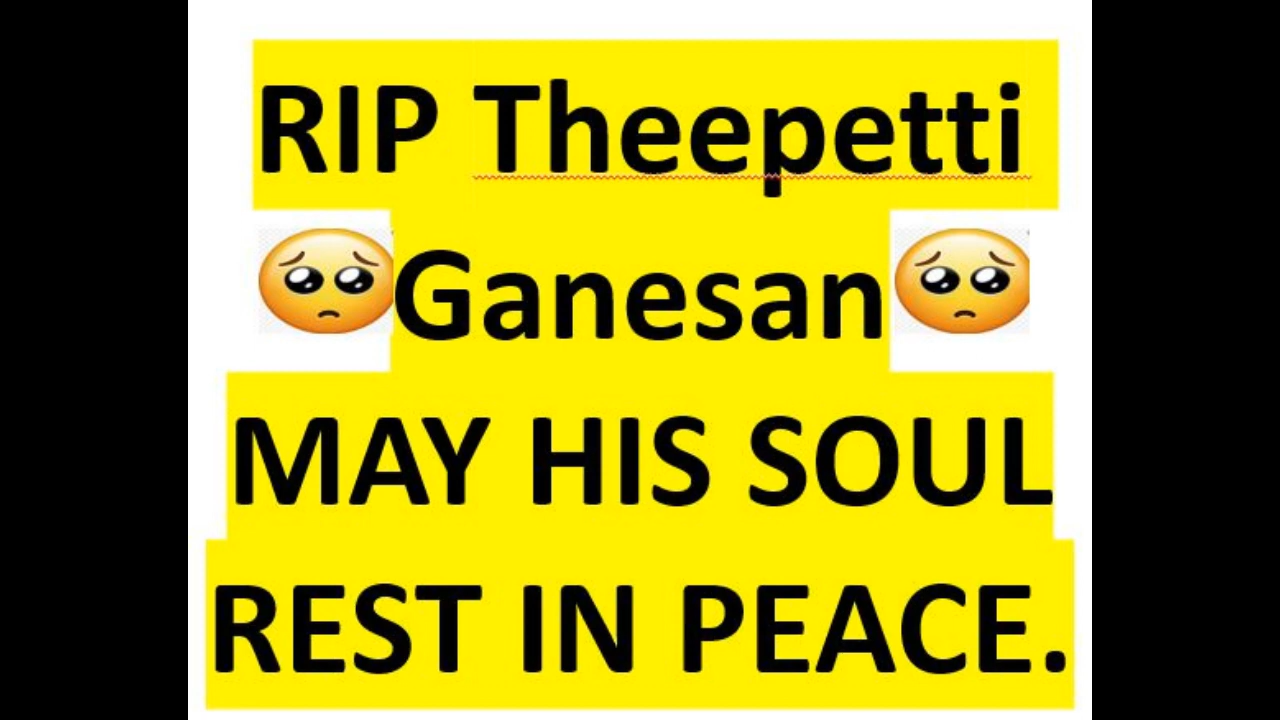 RIP Theepetti
🥺Ganesan🥺
MAY HIS SOUL
REST IN PEACE.